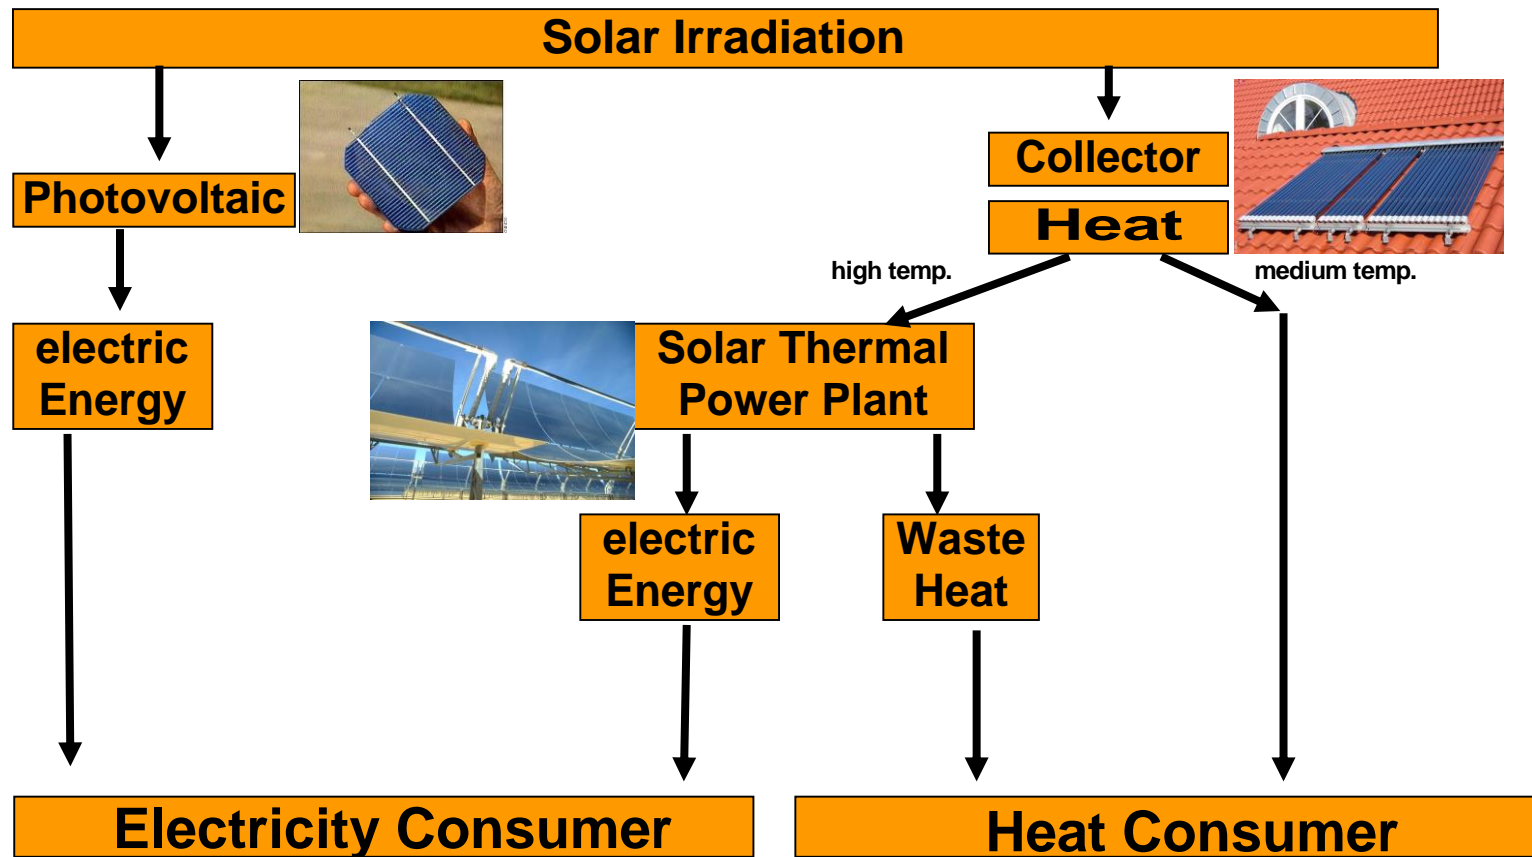 Solar Irradiation
Photovoltaic
Collector
Heat
high temp.
medium temp.
electric
Energy
Solar Thermal
Power Plant
electric
Energy
Waste
Heat
Electricity Consumer
Heat Consumer